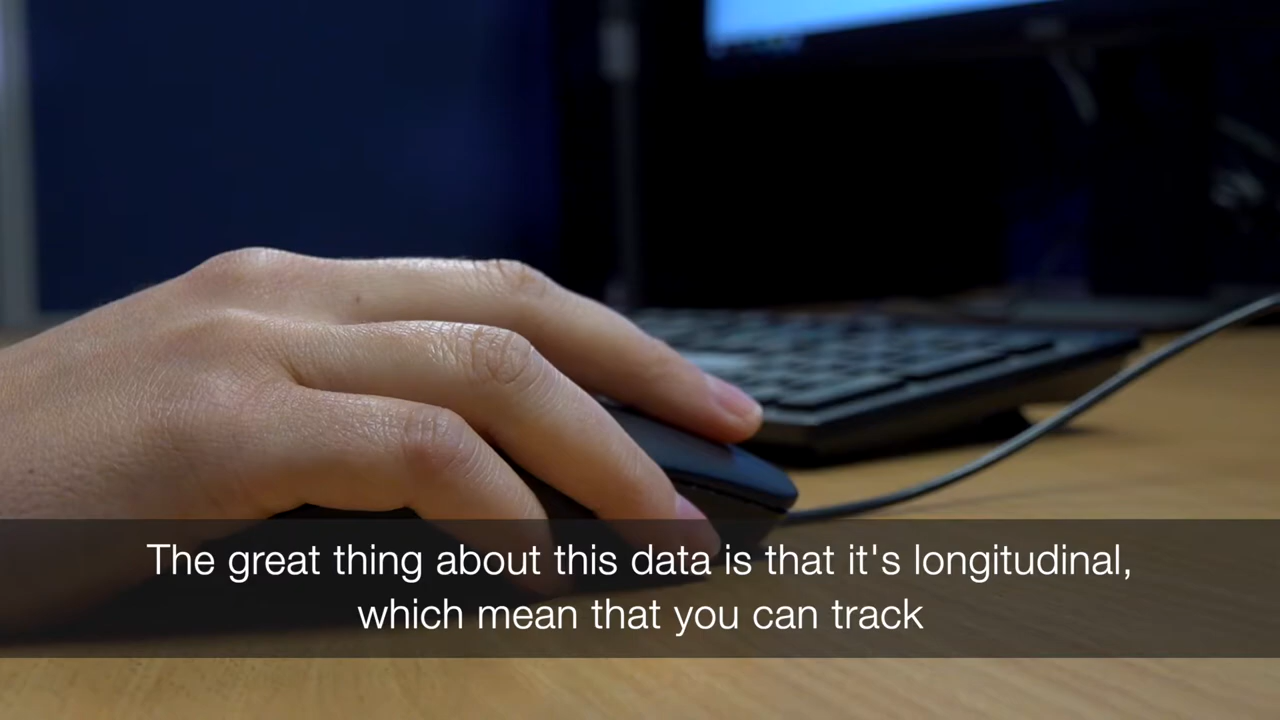 The great thing about this data is that it's longitudinal,
which mean that you can track